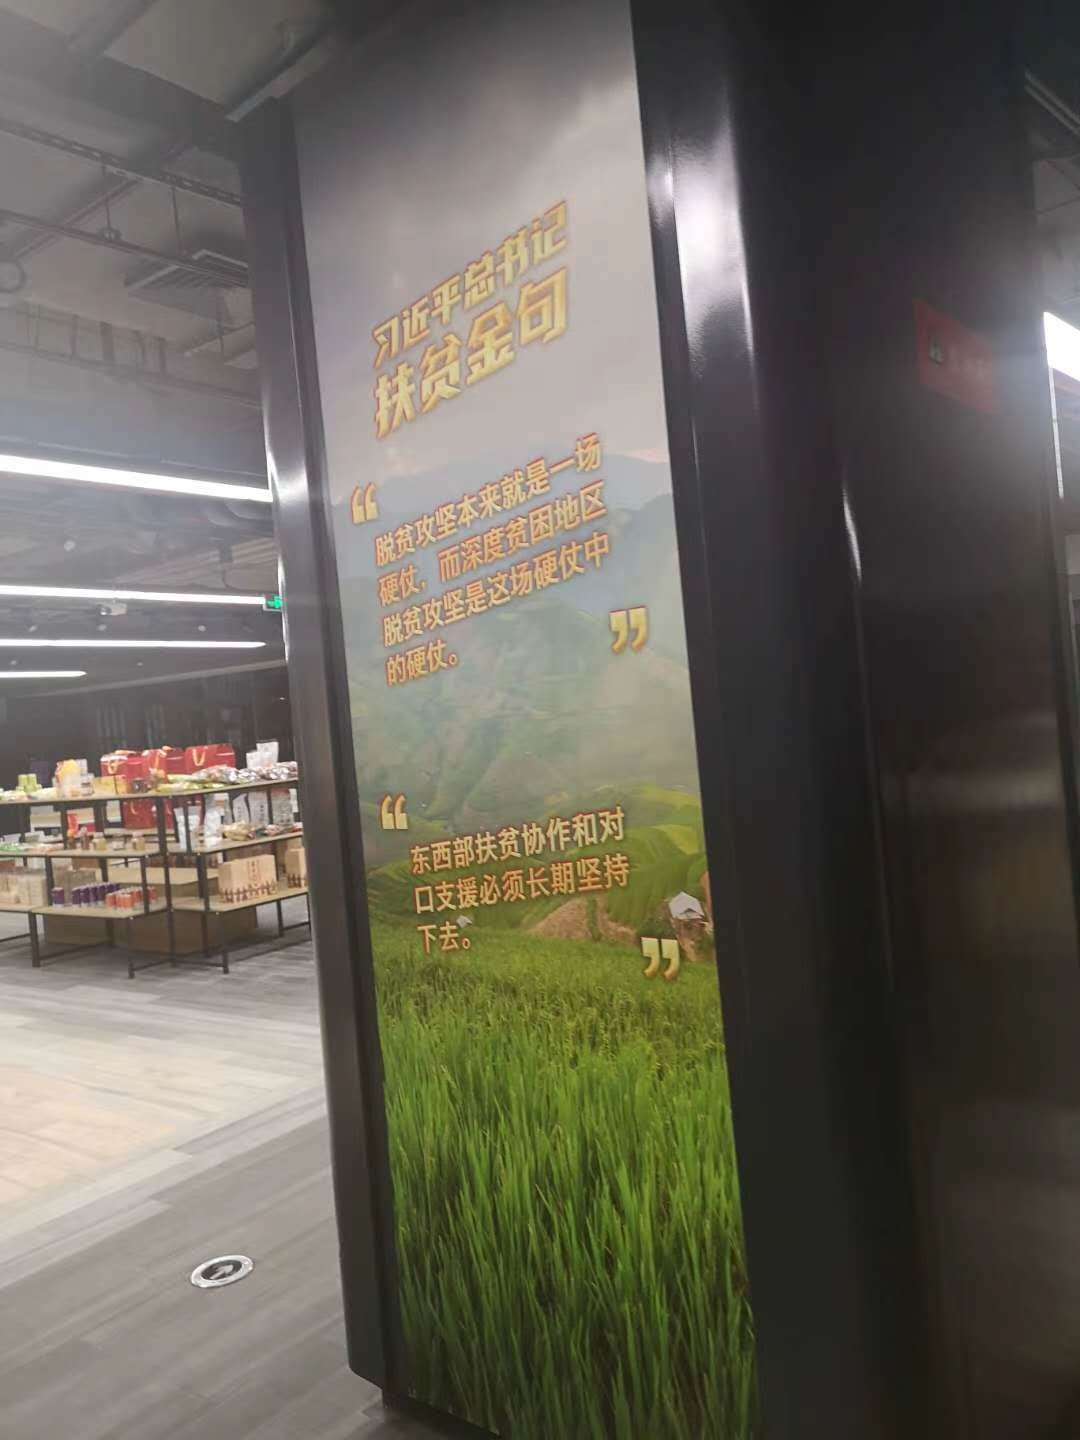 习近平总书记
扶贫金句
“
脱贫攻坚本来就是一场
硬仗，而深度贫困地区
脱贫攻坚是这场硬仗中
的硬仗。
”
“
东西部扶贫协作和对
口支援必须长期坚持
下去。
”